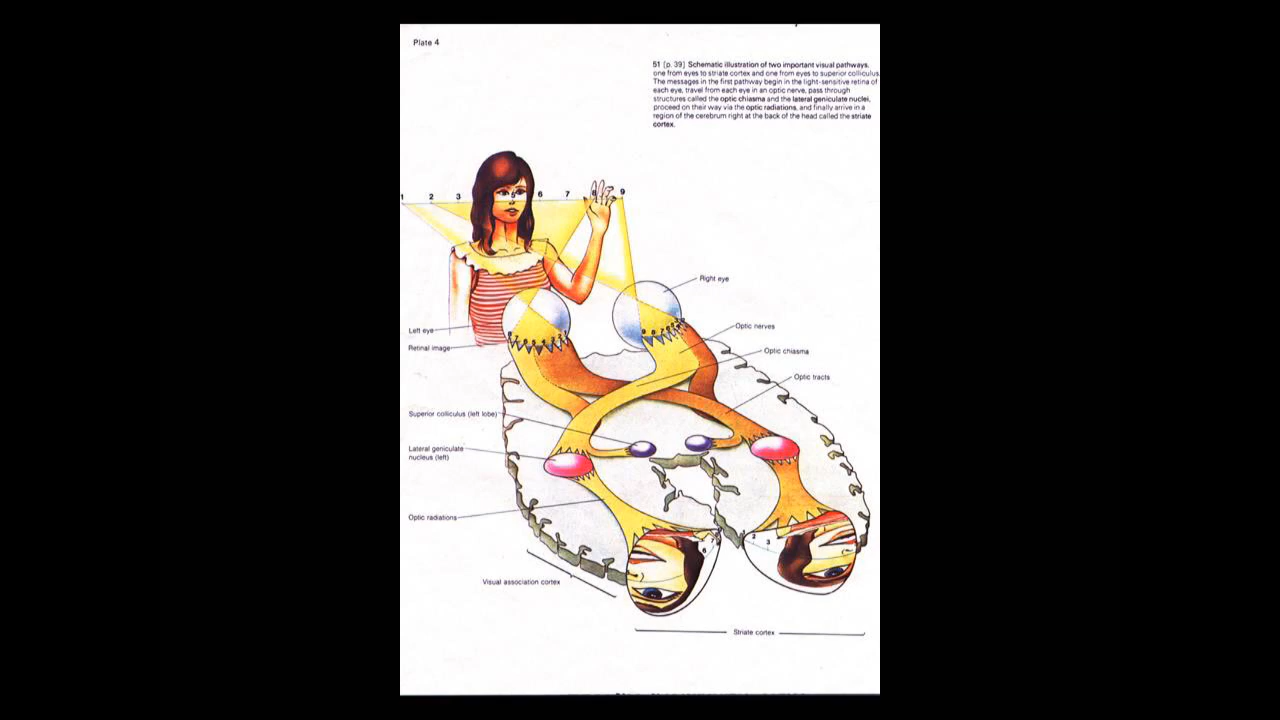 Plate 4
51 [p. 39] Schematic illustration of two important visual pathways,
one from eyes to striate cortex and one from eyes to superior colliculus.
The messages in the first pathway begin in the light-sensitive retina of
each eye, travel from each eye in an optic nerve, pass through
structures called the optic chiasma and the lateral geniculate nuclei,
proceed on their way via the optic radiations, and finally arrive in a
region of the cerebrum right at the back of the head called the striate
cortex.
1 2 3 5 6 7 8 9
Right eye
Left eye
Optic nerves
Retinal image
Optic chiasma
Optic tracts
Superior colliculus (left lobe)
Lateral geniculate
nucleus (left)
Optic radiations
2
3
7
6
Visual association cortex
Striate cortex